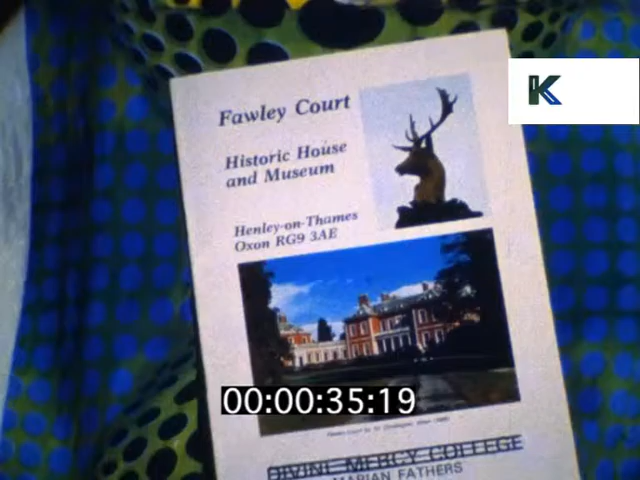 Fawley Court
Historic House
and Museum
Henley-on-Thames
Oxon RG9 3AE
K
00:00:35:19
DIVINE MERCY COLLEGE
MARIAN FATHERS